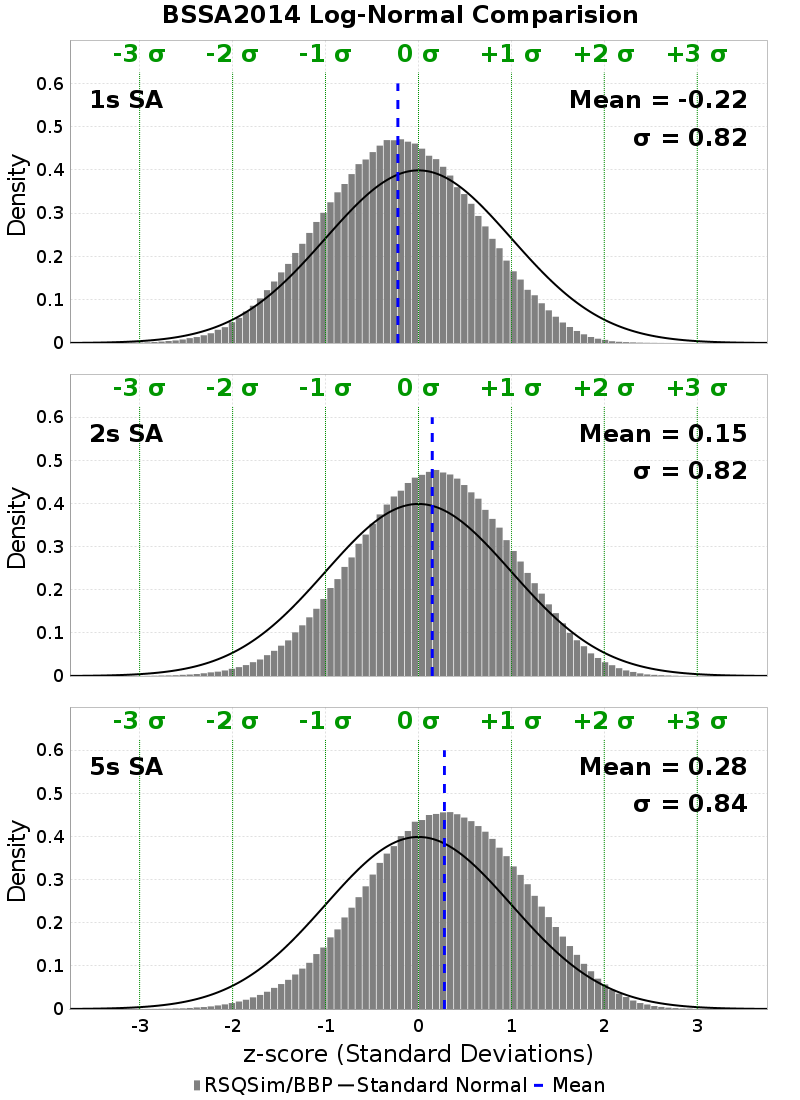 BSSA2014 Log-Normal Comparision
-3 σ -2 σ -1 σ 0 σ +1 σ +2 σ +3 σ
0.6
1s SA Mean = -0.22
0.5
σ = 0.82
0.4
Density
0.3
0.2
0.1
0
-3 σ -2 σ -1 σ 0 σ +1 σ +2 σ +3 σ
0.6
2s SA Mean = 0.15
0.5
σ = 0.82
0.4
Density
0.3
0.2
0.1
0
-3 σ -2 σ -1 σ 0 σ +1 σ +2 σ +3 σ
0.6
5s SA Mean = 0.28
0.5
σ = 0.84
0.4
Density
0.3
0.2
0.1
0
-3 -2 -1 0 1 2 3
z-score (Standard Deviations)
RSQSim/BBP Standard Normal Mean